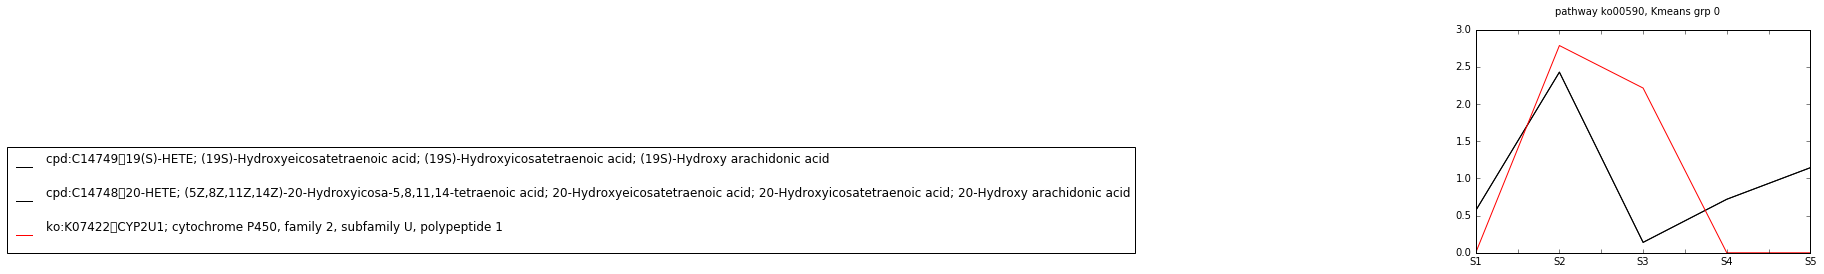 pathway ko00590, Kmeans grp 0
3.0
2.5
2.0
1.5
1.0
0.5
0.0
S1 S2 S3 S4 S5
cpd:C14749▯19(S)-HETE; (19S)-Hydroxyeicosatetraenoic acid; (19S)-Hydroxyicosatetraenoic acid; (19S)-Hydroxy arachidonic acid
cpd:C14748▯20-HETE; (5Z,8Z,11Z,14Z)-20-Hydroxyicosa-5,8,11,14-tetraenoic acid; 20-Hydroxyeicosatetraenoic acid; 20-Hydroxyicosatetraenoic acid; 20-Hydroxy arachidonic acid
ko:K07422▯CYP2U1; cytochrome P450, family 2, subfamily U, polypeptide 1